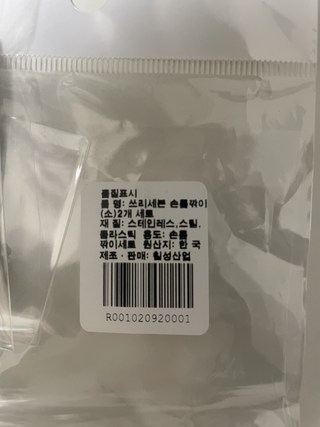 품질표시
품 명: 쓰리세븐 손톱깎이
(소)2개 세트
재 질: 스테인레스,스틸,
플라스틱 용도: 손톱
깎이세트 원산지: 한 국
제조 · 판매: 칠성산업
R001020920001